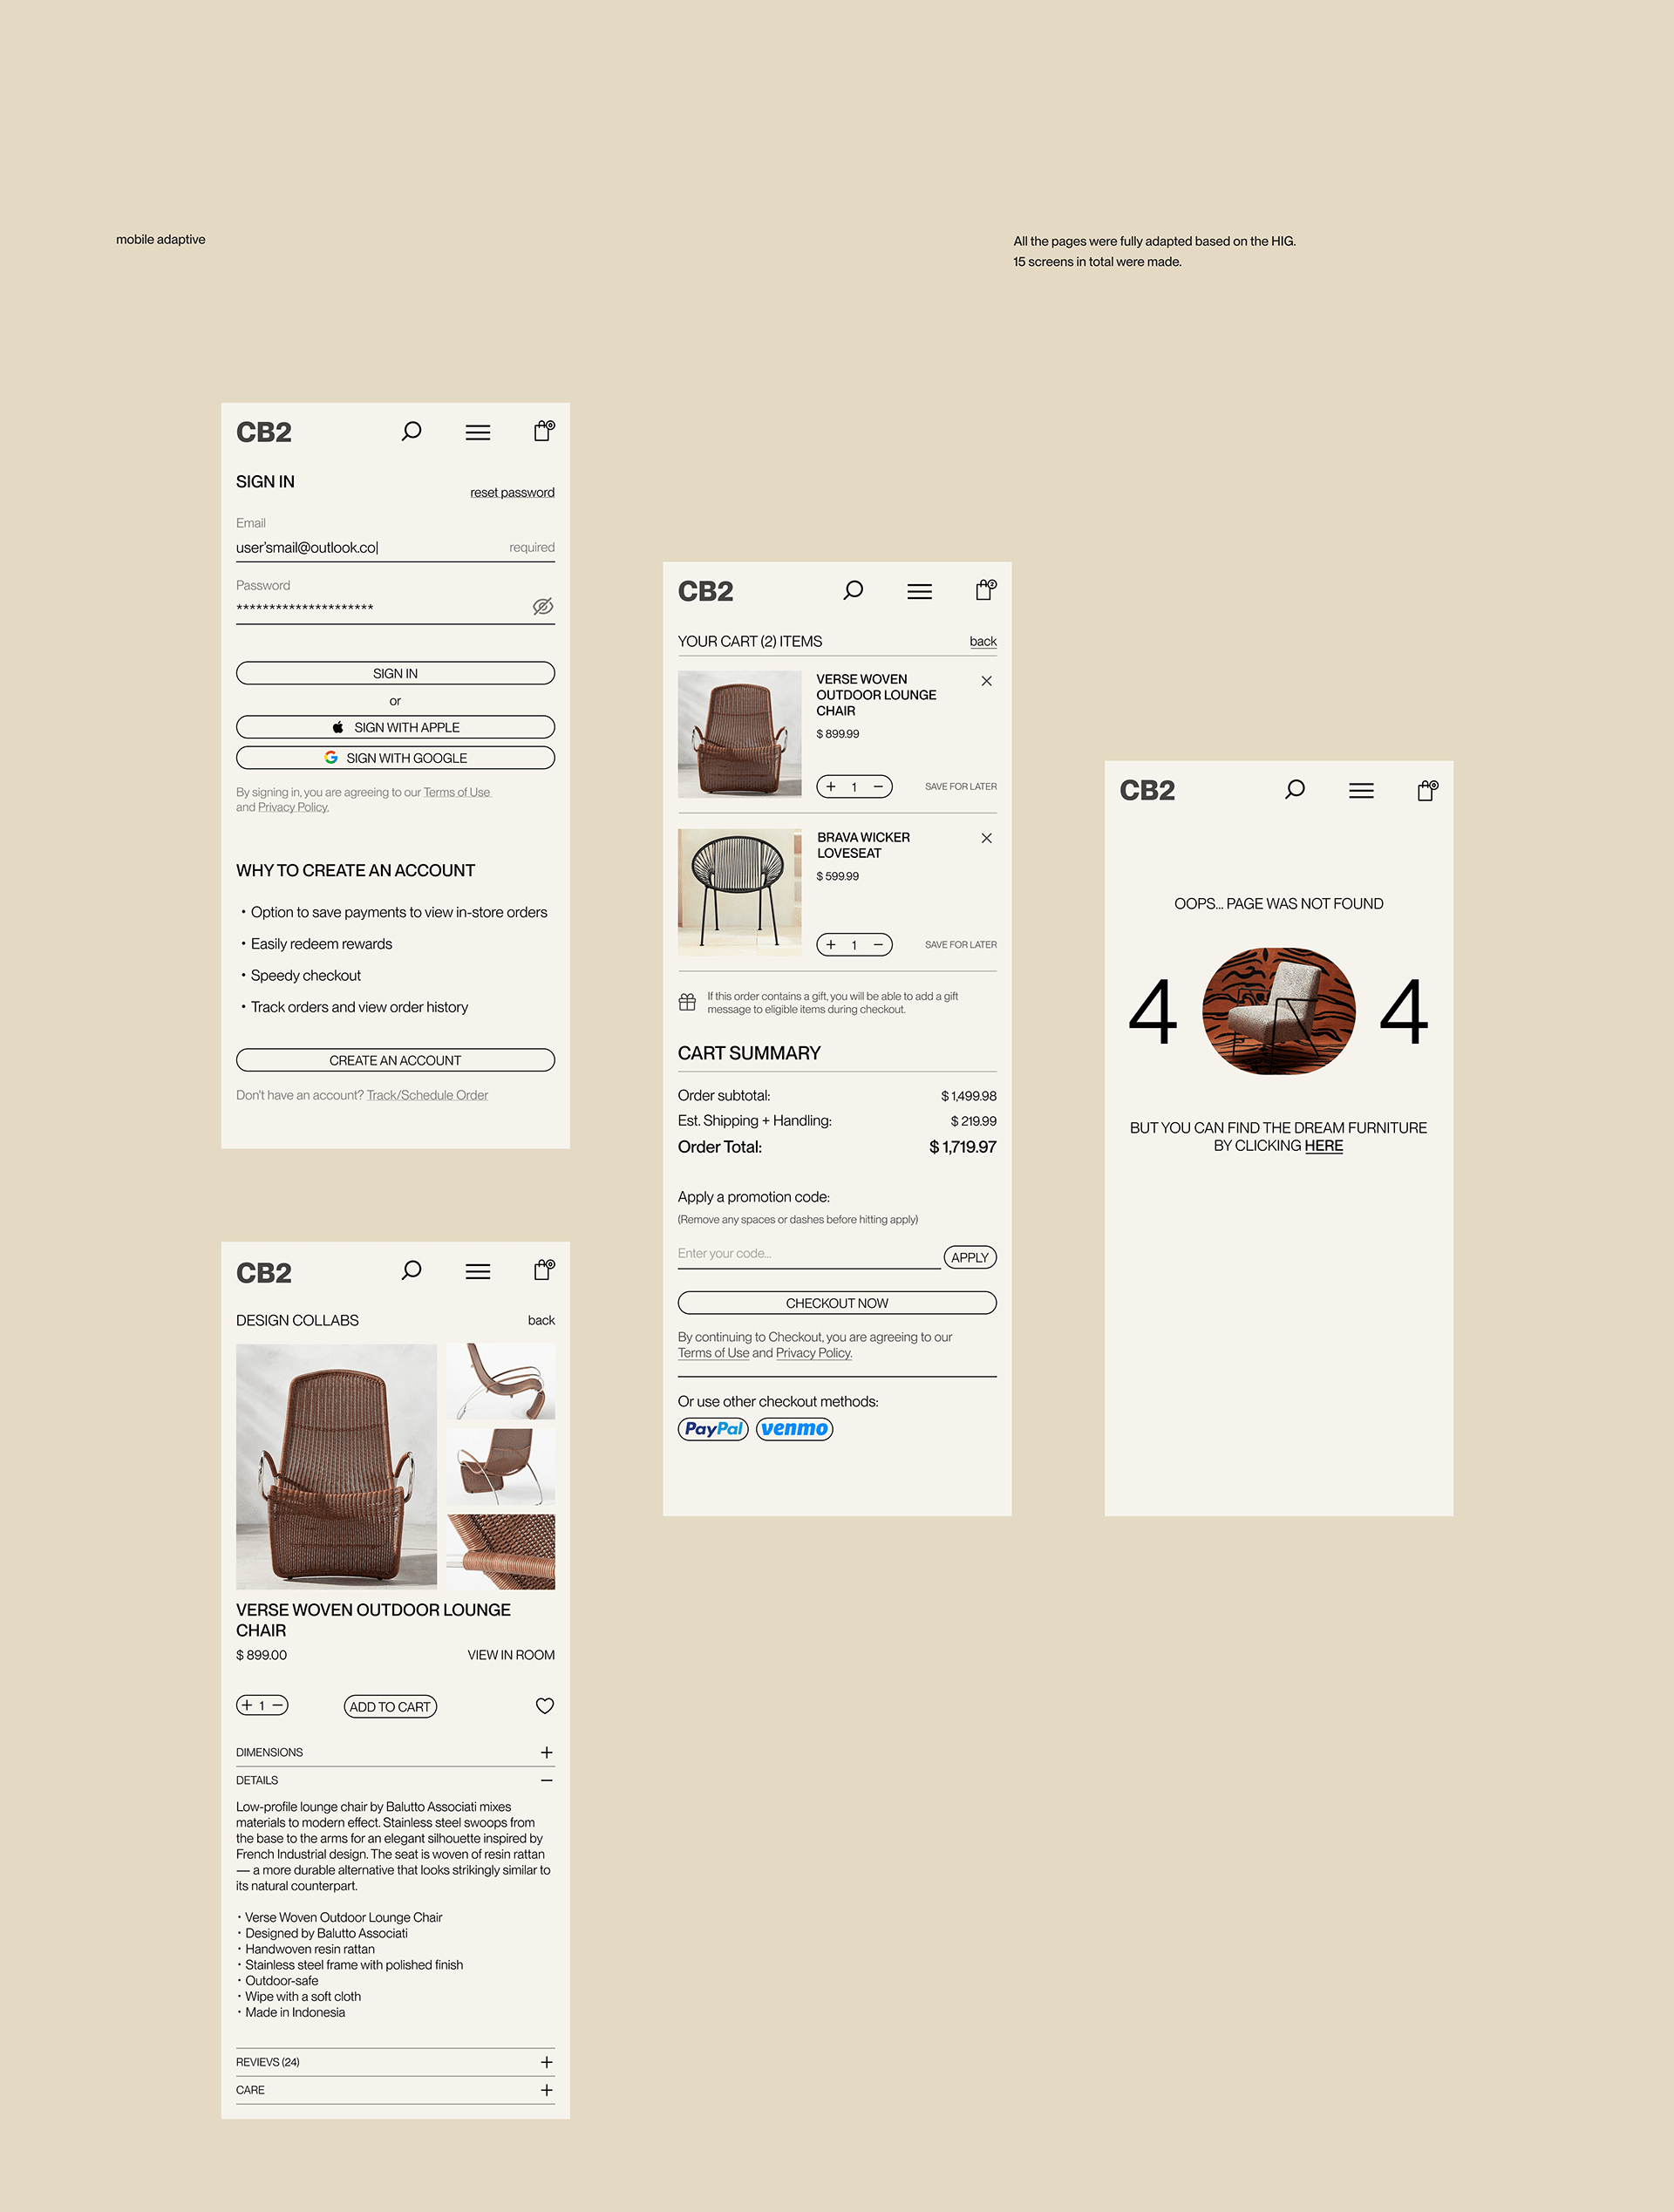 mobile adaptive
All the pages were fully adapted based on the HIG.
15 screens in total were made.
CB2
0
SIGN IN
reset password
Email
user'smail@outlook.co|
required
Password
*********************
SIGN IN
or
SIGN WITH APPLE
SIGN WITH GOOGLE
By signing in, you are agreeing to our Terms of Use
and Privacy Policy.
WHY TO CREATE AN ACCOUNT
• Option to save payments to view in-store orders
• Easily redeem rewards
• Speedy checkout
• Track orders and view order history
CREATE AN ACCOUNT
Don't have an account? Track/Schedule Order
CB2
0
DESIGN COLLABS
back
VERSE WOVEN OUTDOOR LOUNGE
CHAIR
$ 899.00
VIEW IN ROOM
+ 1 −
ADD TO CART
DIMENSIONS +
DETAILS −
Low-profile lounge chair by Balutto Associati mixes
materials to modern effect. Stainless steel swoops from
the base to the arms for an elegant silhouette inspired by
French Industrial design. The seat is woven of resin rattan
— a more durable alternative that looks strikingly similar to
its natural counterpart.
• Verse Woven Outdoor Lounge Chair
• Designed by Balutto Associati
• Handwoven resin rattan
• Stainless steel frame with polished finish
• Outdoor-safe
• Wipe with a soft cloth
• Made in Indonesia
REVIEVS (24) +
CARE +
CB2
2
YOUR CART (2) ITEMS
back
VERSE WOVEN
OUTDOOR LOUNGE
CHAIR
$ 899.99
+ 1 −
SAVE FOR LATER
BRAVA WICKER
LOVESEAT
$ 599.99
+ 1 −
SAVE FOR LATER
If this order contains a gift, you will be able to add a gift
message to eligible items during checkout.
CART SUMMARY
Order subtotal: $ 1,499.98
Est. Shipping + Handling: $ 219.99
Order Total: $ 1,719.97
Apply a promotion code:
(Remove any spaces or dashes before hitting apply)
Enter your code...
APPLY
CHECKOUT NOW
By continuing to Checkout, you are agreeing to our
Terms of Use and Privacy Policy.
Or use other checkout methods:
PayPal
venmo
CB2
0
OOPS... PAGE WAS NOT FOUND
4 4
BUT YOU CAN FIND THE DREAM FURNITURE
BY CLICKING HERE